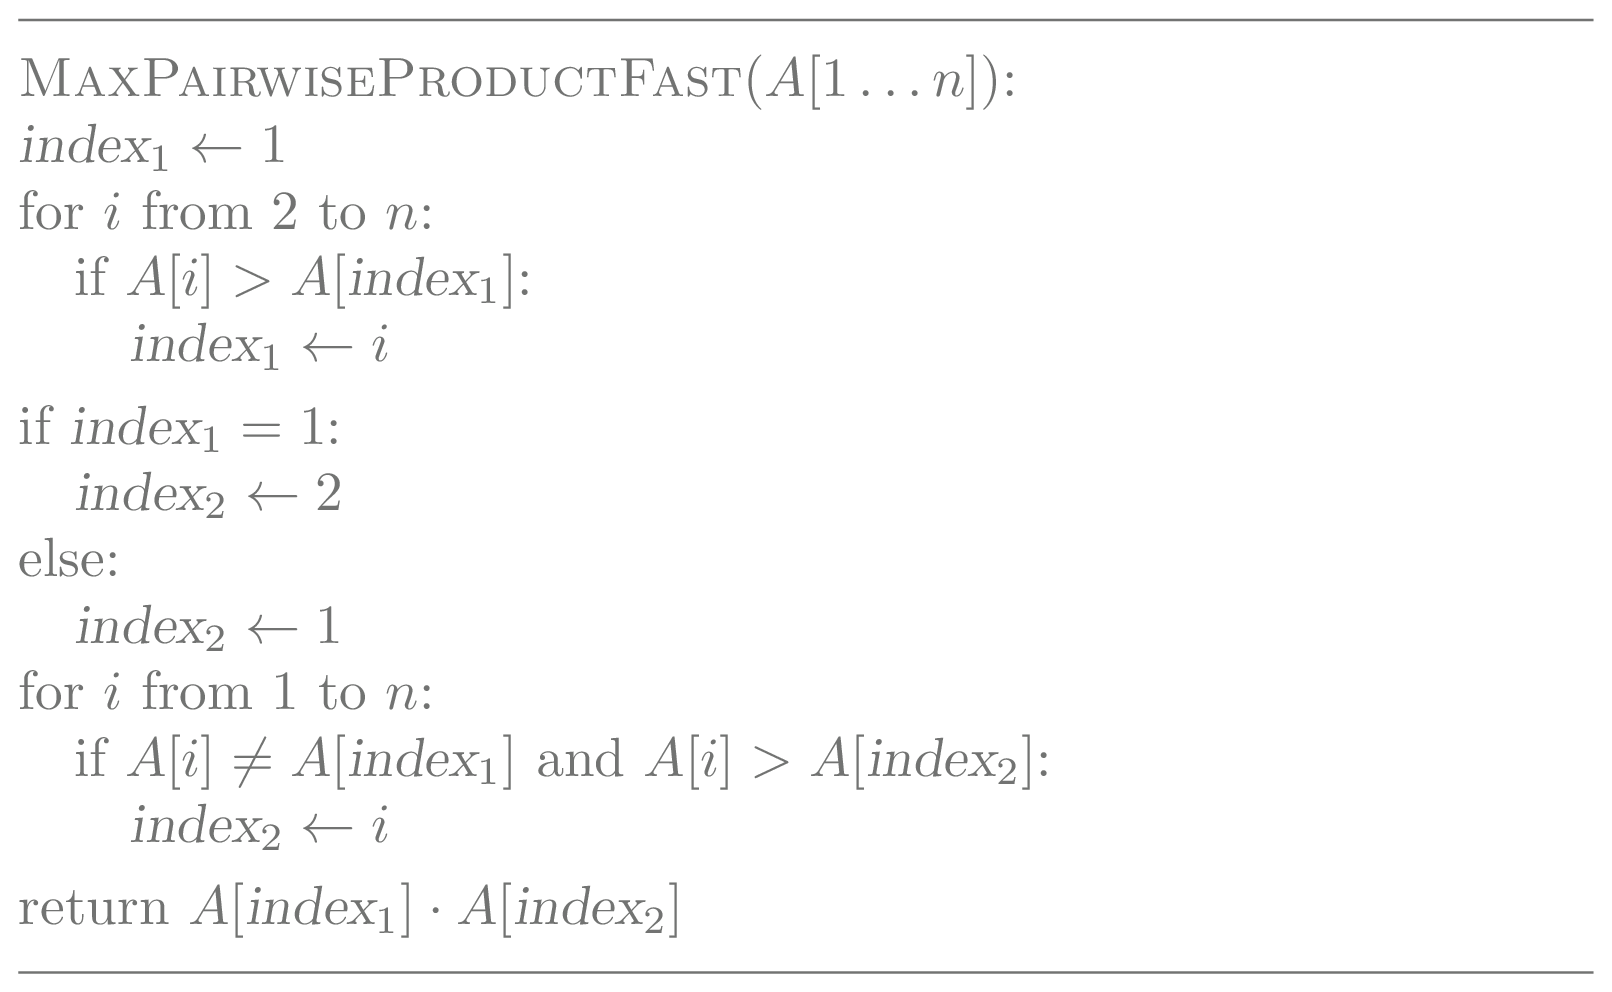 MaxPairwiseProductFast(A[1 . . . n]):
index₁ ← 1
for i from 2 to n:
if A[i] > A[index₁]:
index₁ ← i
if index₁ = 1:
index₂ ← 2
else:
index₂ ← 1
for i from 1 to n:
if A[i] ≠ A[index₁] and A[i] > A[index₂]:
index₂ ← i
return A[index₁] · A[index₂]